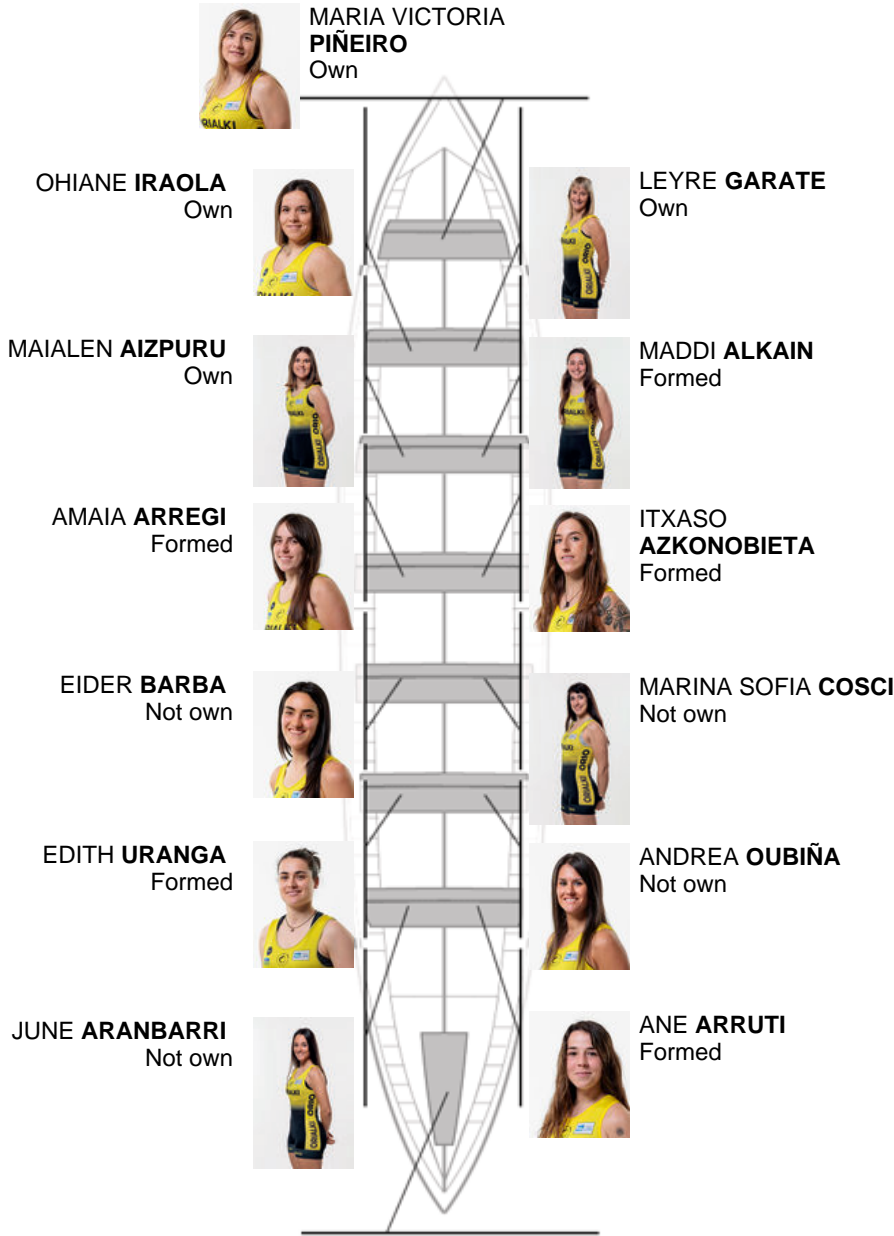 MARIA VICTORIA
PIÑEIRO
Own
OHIANE IRAOLA
Own
LEYRE GARATE
Own
MAIALEN AIZPURU
Own
MADDI ALKAIN
Formed
AMAIA ARREGI
Formed
ITXASO
AZKONOBIETA
Formed
EIDER BARBA
Not own
MARINA SOFIA COSCI
Not own
EDITH URANGA
Formed
ANDREA OUBIÑA
Not own
JUNE ARANBARRI
Not own
ANE ARRUTI
Formed